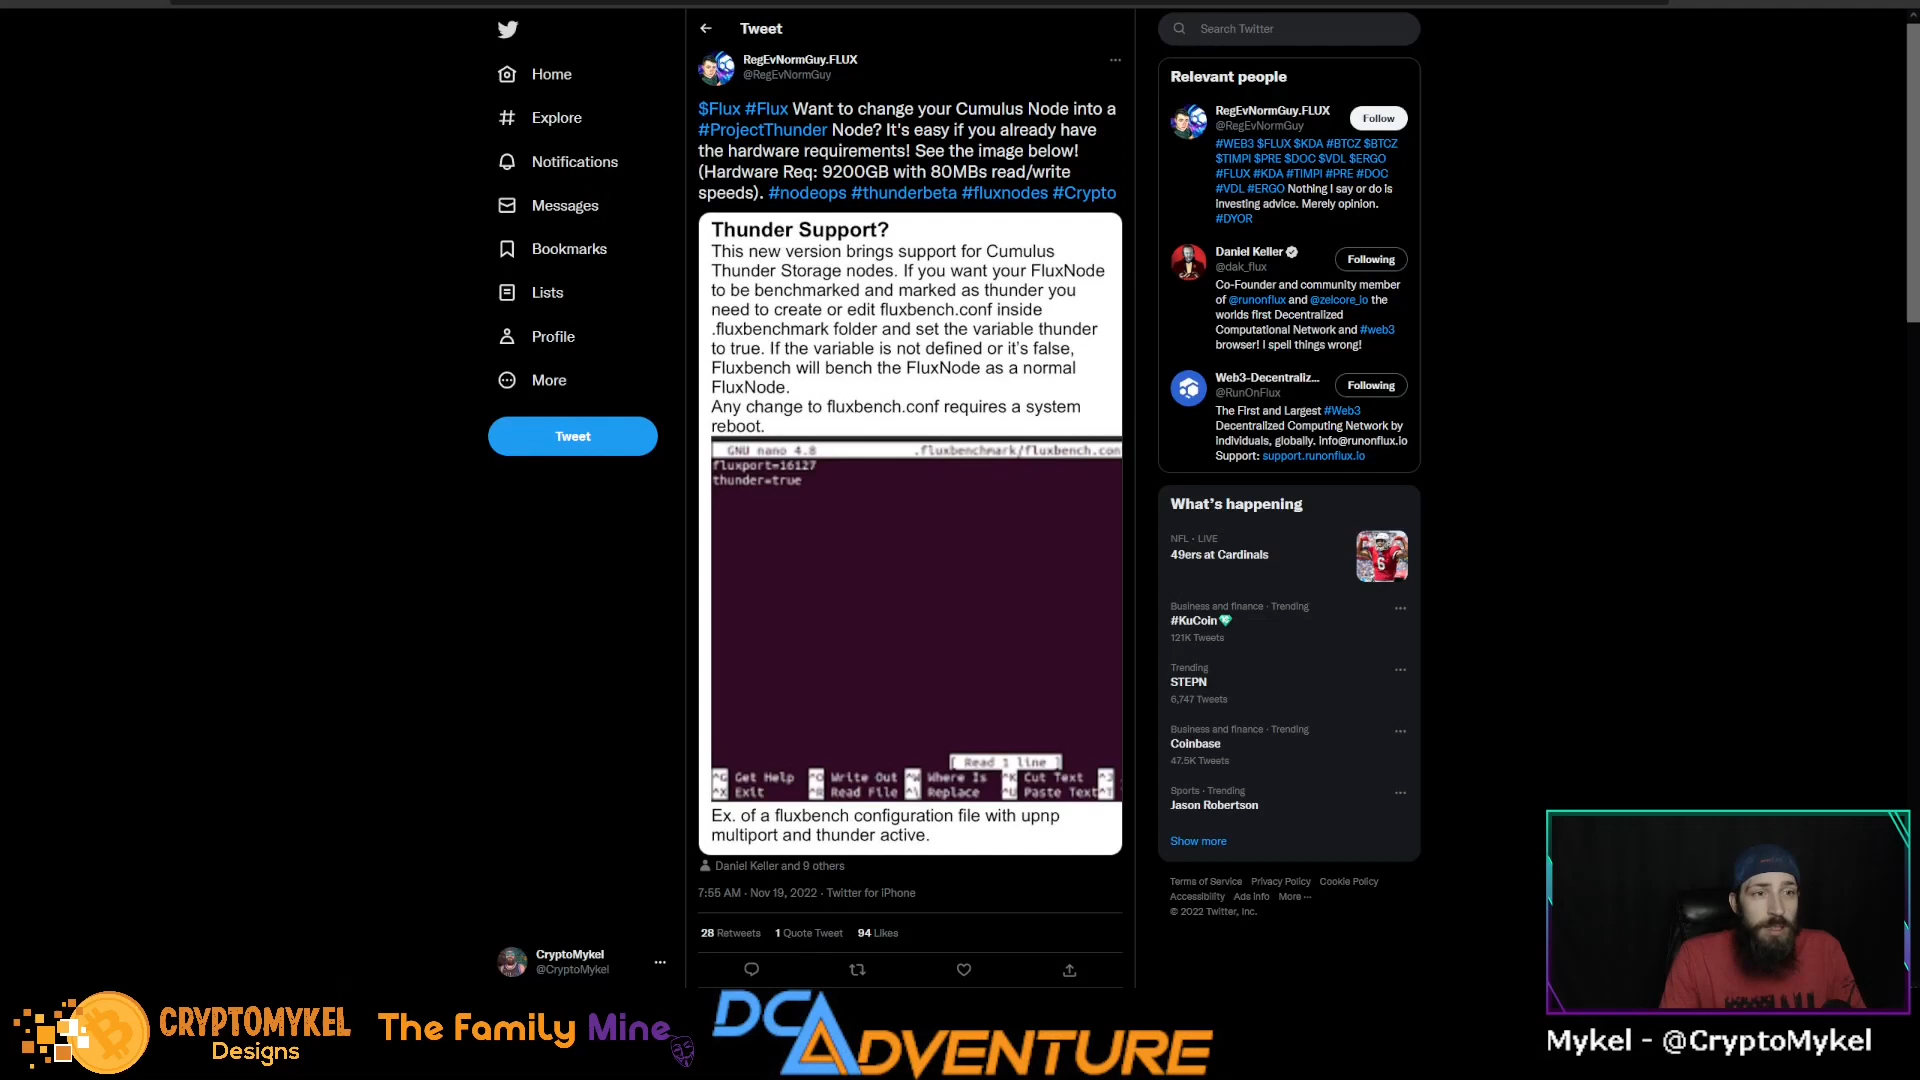 Tweet
Search Twitter
Home
Explore
Notifications
Messages
Bookmarks
Lists
Profile
More
Tweet
CryptoMykel
@CryptoMykel
RegEvNormGuy.FLUX
@RegEvNormGuy
$Flux #Flux Want to change your Cumulus Node into a
#ProjectThunder Node? It's easy if you already have
the hardware requirements! See the image below!
(Hardware Req: 9200GB with 80MBs read/write
speeds). #nodeops #thunderbeta #fluxnodes #Crypto
Thunder Support?
This new version brings support for Cumulus
Thunder Storage nodes. If you want your FluxNode
to be benchmarked and marked as thunder you
need to create or edit fluxbench.conf inside
.fluxbenchmark folder and set the variable thunder
to true. If the variable is not defined or it's false,
Fluxbench will bench the FluxNode as a normal
FluxNode.
Any change to fluxbench.conf requires a system
reboot.
GNU nano 4.8 .fluxbenchmark/fluxbench.con
fluxport=16127
thunder=true
[ Read 1 line ]
^G Get Help ^O Write Out ^W Where Is ^K Cut Text ^J
^X Exit ^R Read File ^\ Replace ^U Paste Text ^T
Ex. of a fluxbench configuration file with upnp
multiport and thunder active.
Daniel Keller and 9 others
7:55 AM · Nov 19, 2022 · Twitter for iPhone
28 Retweets 1 Quote Tweet 94 Likes
Relevant people
RegEvNormGuy.FLUX
@RegEvNormGuy
Follow
#WEB3 $FLUX $KDA #BTCZ $BTCZ
$TIMPI $PRE $DOC $VDL $ERGO
#FLUX #KDA #TIMPI #PRE #DOC
#VDL #ERGO Nothing I say or do is
investing advice. Merely opinion.
#DYOR
Daniel Keller
@dak_flux
Following
Co-Founder and community member
of @runonflux and @zelcore_io the
worlds first Decentralized
Computational Network and #web3
browser! I spell things wrong!
Web3-Decentraliz...
@RunOnFlux
Following
The First and Largest #Web3
Decentralized Computing Network by
individuals, globally. info@runonflux.io
Support: support.runonflux.io
What's happening
NFL · LIVE
49ers at Cardinals
Business and finance · Trending
#KuCoin
121K Tweets
Trending
STEPN
6,747 Tweets
Business and finance · Trending
Coinbase
47.5K Tweets
Sports · Trending
Jason Robertson
Show more
Terms of Service Privacy Policy Cookie Policy
Accessibility Ads info More ···
© 2022 Twitter, Inc.
CRYPTOMYKEL
Designs
The Family Mine
DCADVENTURE
Mykel - @CryptoMykel